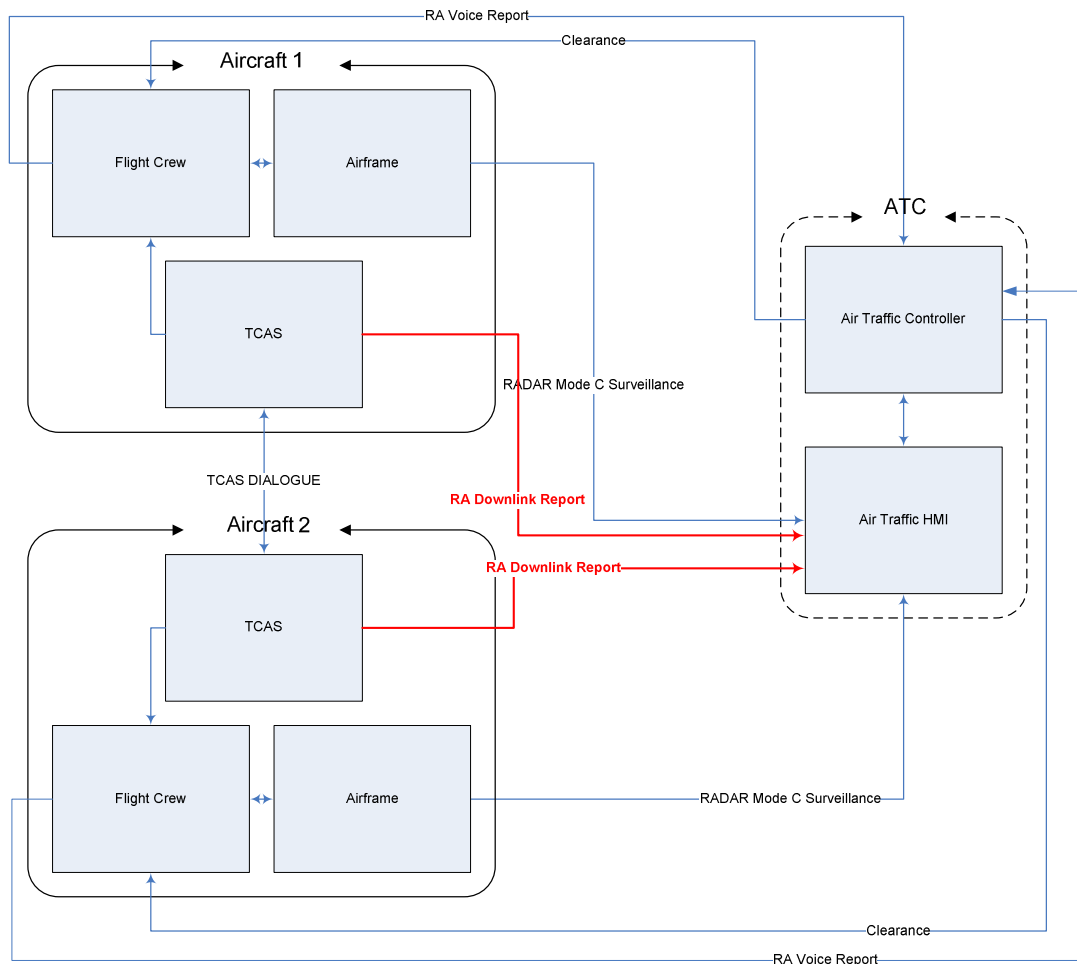 RA Voice Report
Clearance
Aircraft 1
Flight Crew
Airframe
ATC
TCAS
Air Traffic Controller
RADAR Mode C Surveillance
TCAS DIALOGUE
RA Downlink Report
Aircraft 2
Air Traffic HMI
RA Downlink Report
TCAS
Flight Crew
Airframe
RADAR Mode C Surveillance
Clearance
RA Voice Report